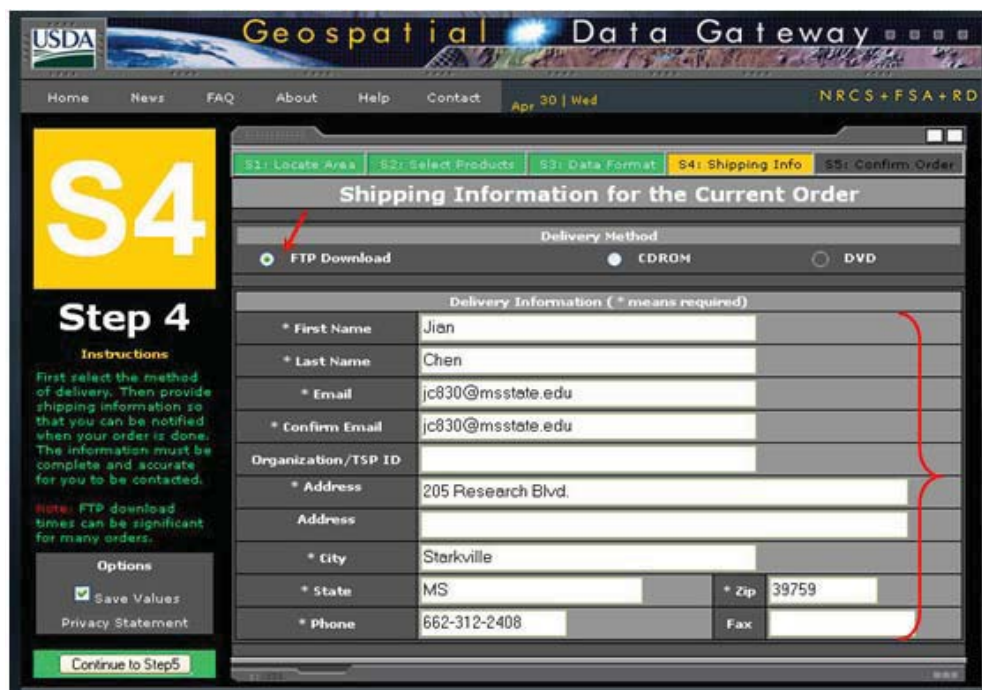 USDA
Geospatial Data Gateway
Home News FAQ About Help Contact Apr 30 | Wed NRCS+FSA+RD
S4
S1: Locate Area S2: Select Products S3: Data Format S4: Shipping Info S5: Confirm Order
Shipping Information for the Current Order
Delivery Method
FTP Download CDROM DVD
Step 4
Instructions
First select the method
of delivery. Then provide
shipping information so
that you can be notified
when your order is done.
The information must be
complete and accurate
for you to be contacted.
Note: FTP download
times can be significant
for many orders.
Options
Save Values
Privacy Statement
Continue to Step5
Delivery Information ( * means required)
* First Name Jian
* Last Name Chen
* Email jc830@msstate.edu
* Confirm Email jc830@msstate.edu
Organization/TSP ID
* Address 205 Research Blvd.
Address
* City Starkville
* State MS * Zip 39759
* Phone 662-312-2408 Fax